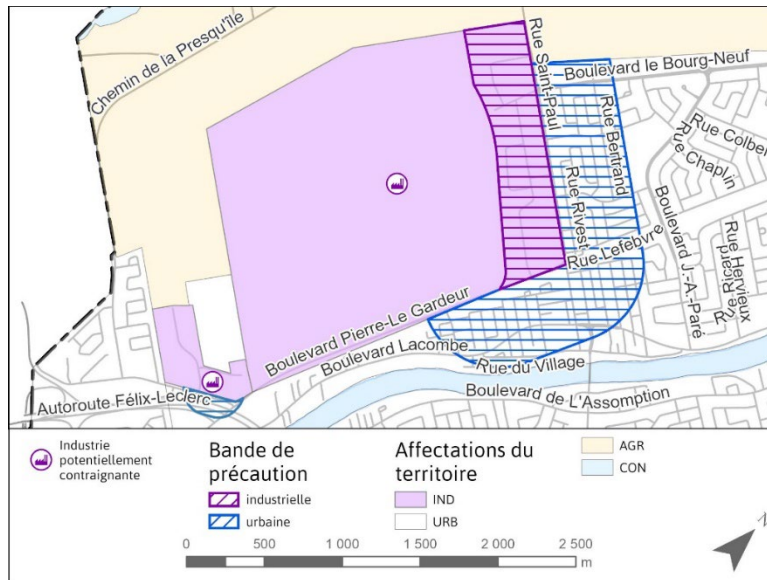 Chemin de la Presqu'île
Rue Saint-Paul
Boulevard le Bourg-Neuf
Rue Bertrand
Rue Colber
Rue Chaplin
Rue Rivest
Rue Lefebvre
Boulevard J.-A.-Paré
Rue Hervieux
Rue Ricard
Boulevard Pierre-Le Gardeur
Boulevard Lacombe
Rue du Village
Boulevard de L'Assomption
Autoroute Félix-Leclerc
Industrie
potentiellement
contraignante
Bande de
précaution
industrielle
urbaine
Affectations du
territoire
IND
URB
AGR
CON
0 500 1 000 1 500 2 000 2 500
m
N